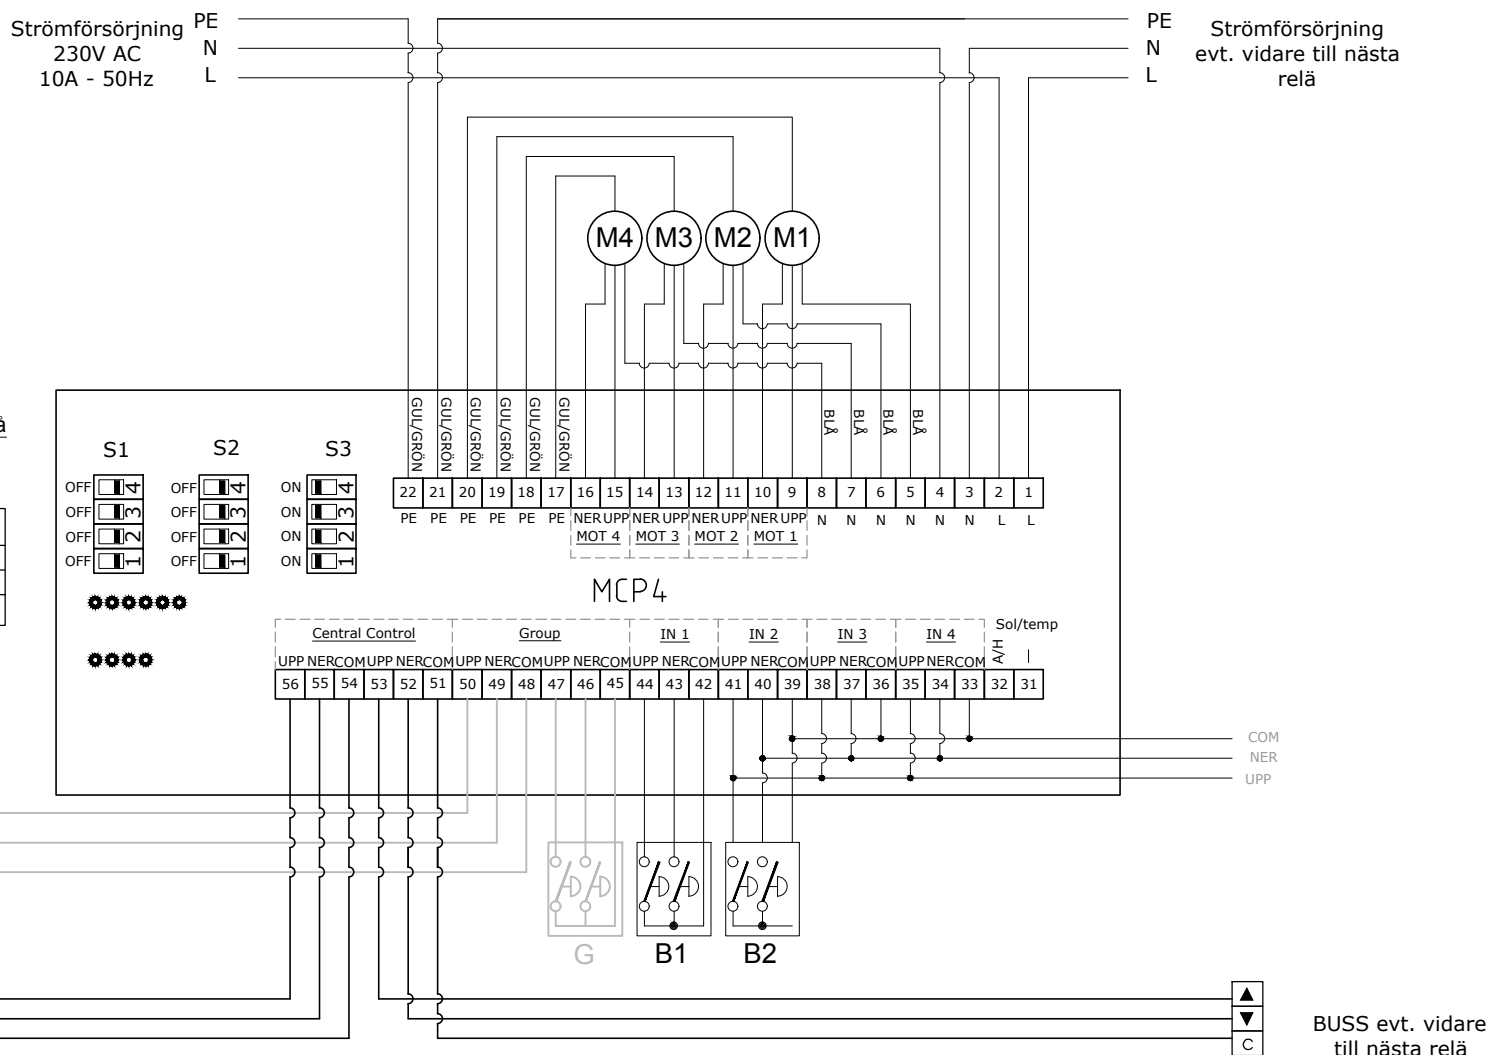 Strömförsörjning
230V AC
10A - 50Hz
PE
N
L
PE
N
L
Strömförsörjning
evt. vidare till nästa
relä
M4 M3 M2 M1
å
S1 S2 S3
GUL/GRÖN GUL/GRÖN GUL/GRÖN GUL/GRÖN GUL/GRÖN GUL/GRÖN
BLÅ BLÅ BLÅ BLÅ
OFF 4 OFF 4 ON 4
OFF 3 OFF 3 ON 3
OFF 2 OFF 2 ON 2
OFF 1 OFF 1 ON 1
22 21 20 19 18 17 16 15 14 13 12 11 10 9 8 7 6 5 4 3 2 1
PE PE PE PE PE PE NER UPP NER UPP NER UPP NER UPP N N N N N N L L
MOT 4 MOT 3 MOT 2 MOT 1
MCP4
Central Control Group IN 1 IN 2 IN 3 IN 4 Sol/temp
UPP NER COM UPP NER COM UPP NER COM UPP NER COM UPP NER COM UPP NER COM UPP NER COM UPP NER COM A/H —
56 55 54 53 52 51 50 49 48 47 46 45 44 43 42 41 40 39 38 37 36 35 34 33 32 31
COM
NER
UPP
G B1 B2
▲
▼
C
BUSS evt. vidare
till nästa relä